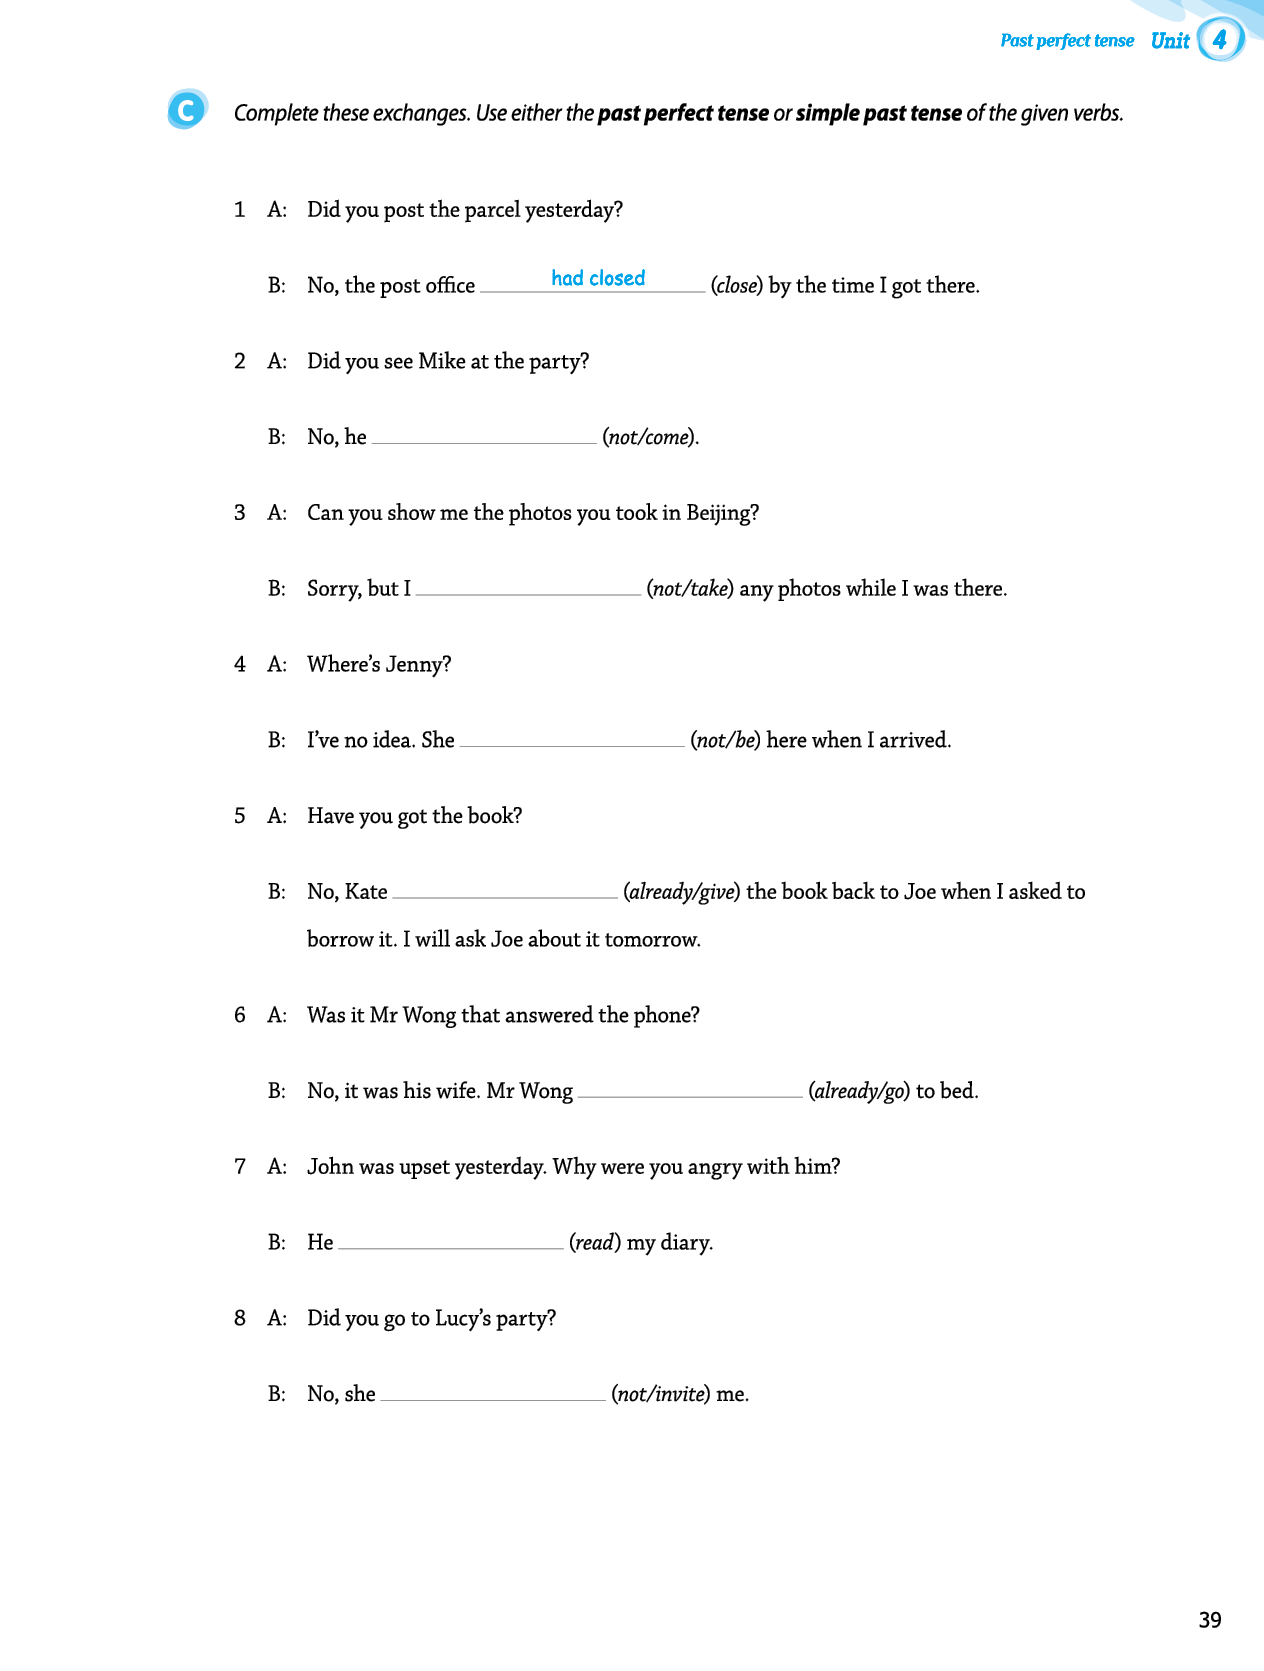 Past perfect tense Unit 4
C Complete these exchanges. Use either the past perfect tense or simple past tense of the given verbs.
1 A: Did you post the parcel yesterday?
B: No, the post office had closed (close) by the time I got there.
2 A: Did you see Mike at the party?
B: No, he ____ (not/come).
3 A: Can you show me the photos you took in Beijing?
B: Sorry, but I ____ (not/take) any photos while I was there.
4 A: Where's Jenny?
B: I've no idea. She ____ (not/be) here when I arrived.
5 A: Have you got the book?
B: No, Kate ____ (already/give) the book back to Joe when I asked to
borrow it. I will ask Joe about it tomorrow.
6 A: Was it Mr Wong that answered the phone?
B: No, it was his wife. Mr Wong ____ (already/go) to bed.
7 A: John was upset yesterday. Why were you angry with him?
B: He ____ (read) my diary.
8 A: Did you go to Lucy's party?
B: No, she ____ (not/invite) me.
39